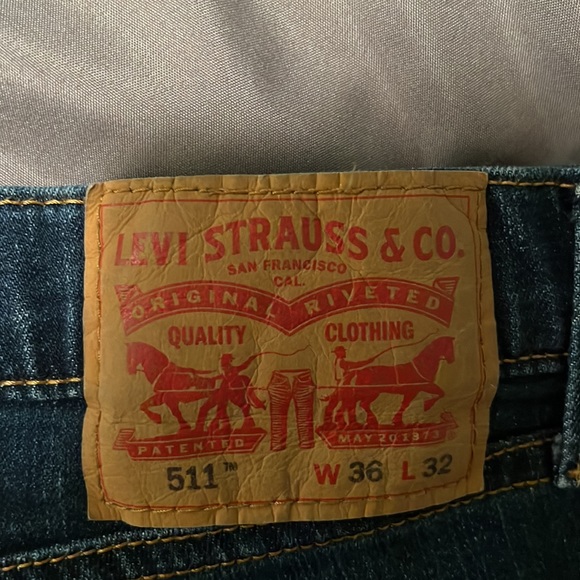 LEVI STRAUSS & CO.
SAN FRANCISCO
CAL.
ORIGINAL RIVETED
QUALITY CLOTHING
PATENTED MAY 20 1873
511™ W 36 L 32